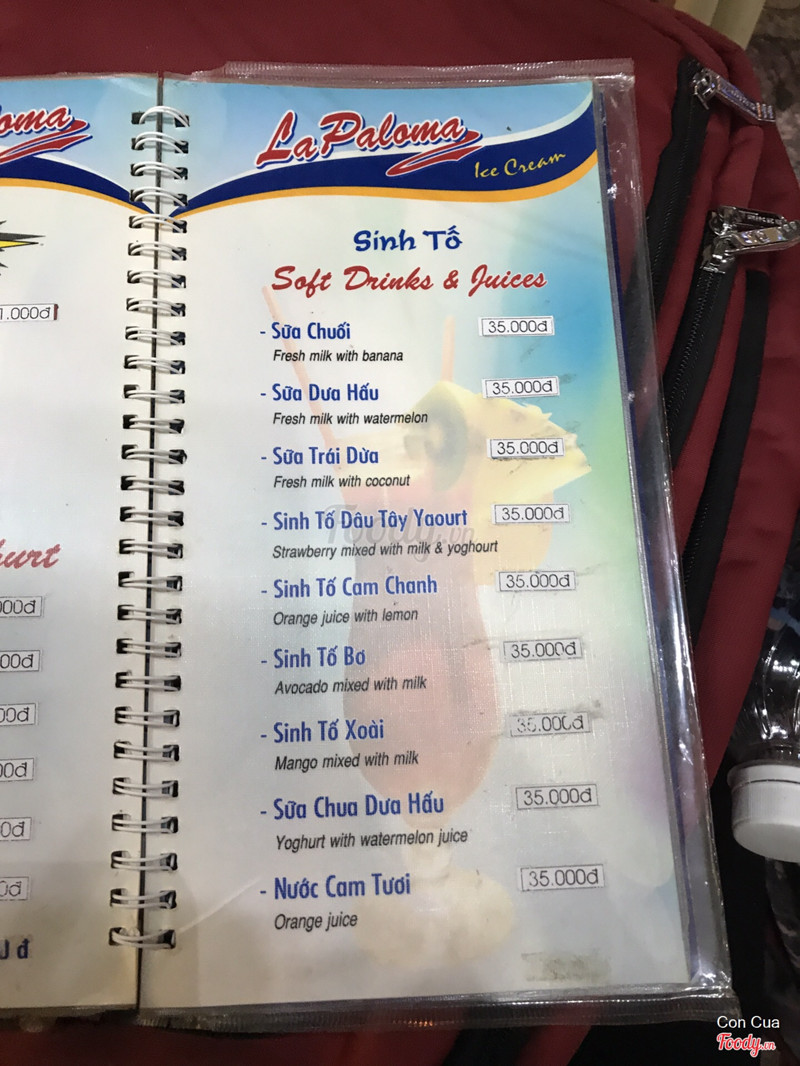 La Paloma
Ice Cream
Sinh Tố
Soft Drinks & Juices
- Sữa Chuối 35.000đ
Fresh milk with banana
- Sữa Dưa Hấu 35.000đ
Fresh milk with watermelon
- Sữa Trái Dừa 35.000đ
Fresh milk with coconut
- Sinh Tố Dâu Tây Yaourt 35.000đ
Strawberry mixed with milk & yoghourt
- Sinh Tố Cam Chanh 35.000đ
Orange juice with lemon
- Sinh Tố Bơ 35.000đ
Avocado mixed with milk
- Sinh Tố Xoài 35.000đ
Mango mixed with milk
- Sữa Chua Dưa Hấu 35.000đ
Yoghurt with watermelon juice
- Nước Cam Tươi 35.000đ
Orange juice
Foody.vn
Con Cua
Foody.vn